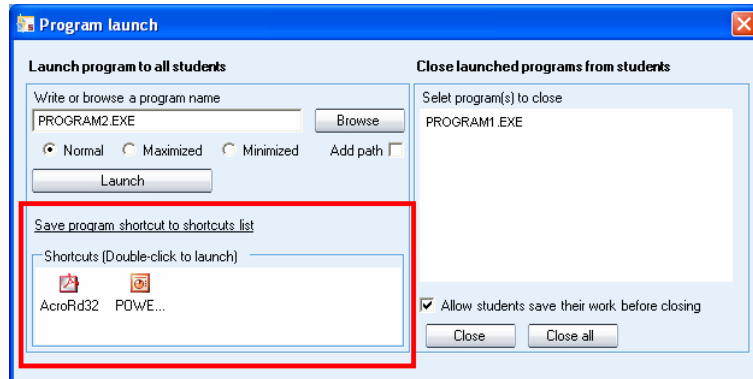 Program launch
Launch program to all students
Write or browse a program name
PROGRAM2.EXE
Browse
Normal Maximized Minimized Add path
Launch
Save program shortcut to shortcuts list
Shortcuts (Double-click to launch)
AcroRd32 POWE...
Close launched programs from students
Selet program(s) to close
PROGRAM1.EXE
Allow students save their work before closing
Close Close all